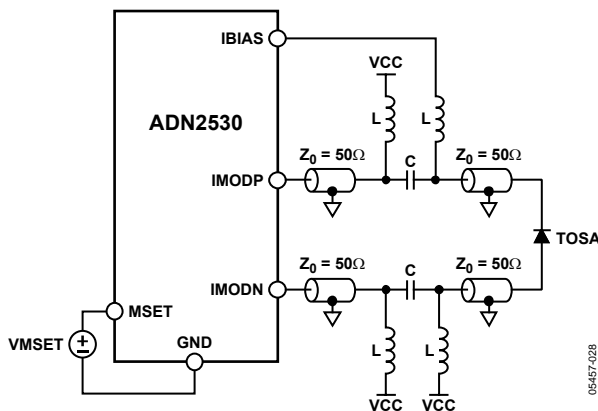 IBIAS
VCC
L
L
ADN2530
Z0 = 50Ω
C
Z0 = 50Ω
IMODP
TOSA
Z0 = 50Ω
C
Z0 = 50Ω
IMODN
MSET
VMSET
GND
L
L
VCC
VCC
05457-028